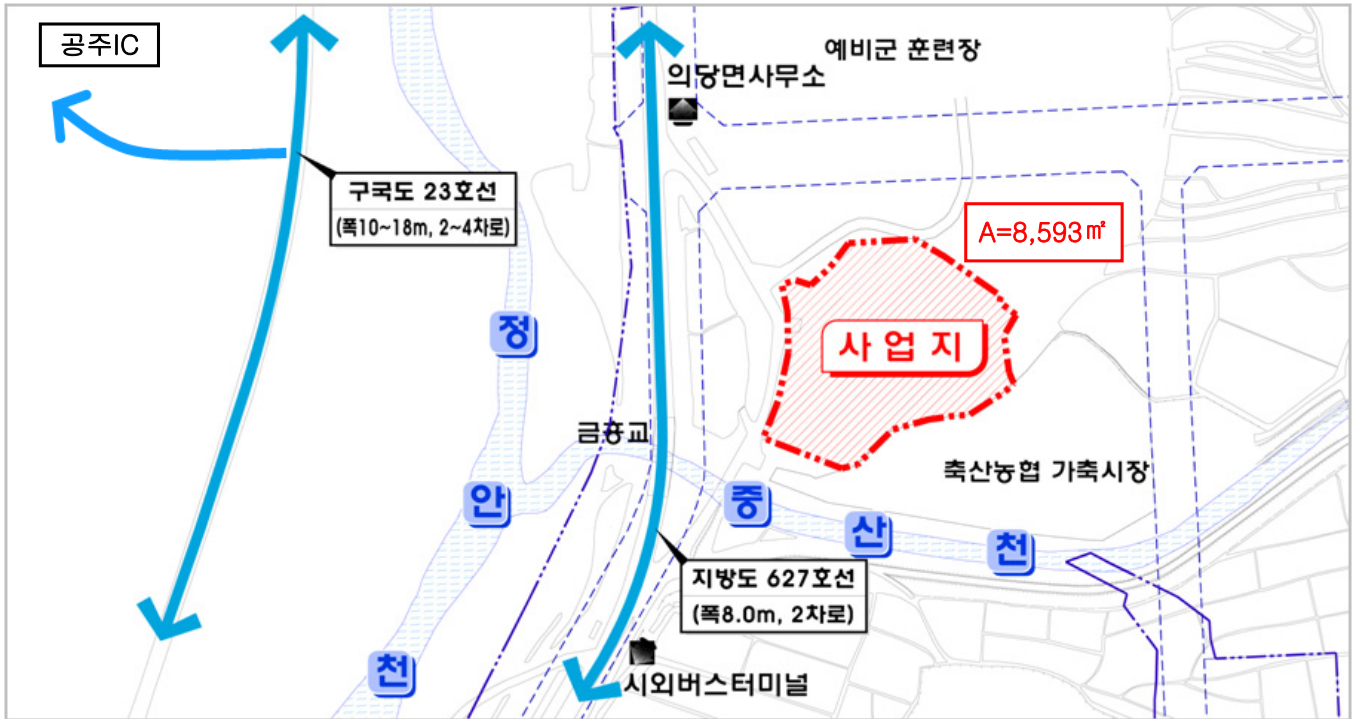 공주IC
예비군 훈련장
의당면사무소
구국도 23호선
(폭10~18m, 2~4차로)
A=8,593㎡
정
사 업 지
금흥교
축산농협 가축시장
안
중
산
천
지방도 627호선
(폭8.0m, 2차로)
천
시외버스터미널